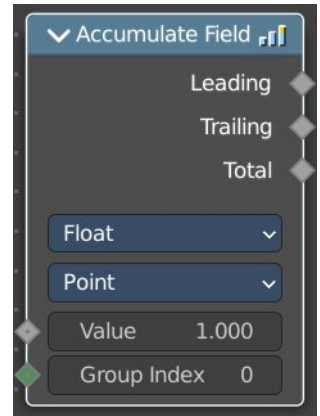 Accumulate Field
Leading
Trailing
Total
Float
Point
Value 1.000
Group Index 0